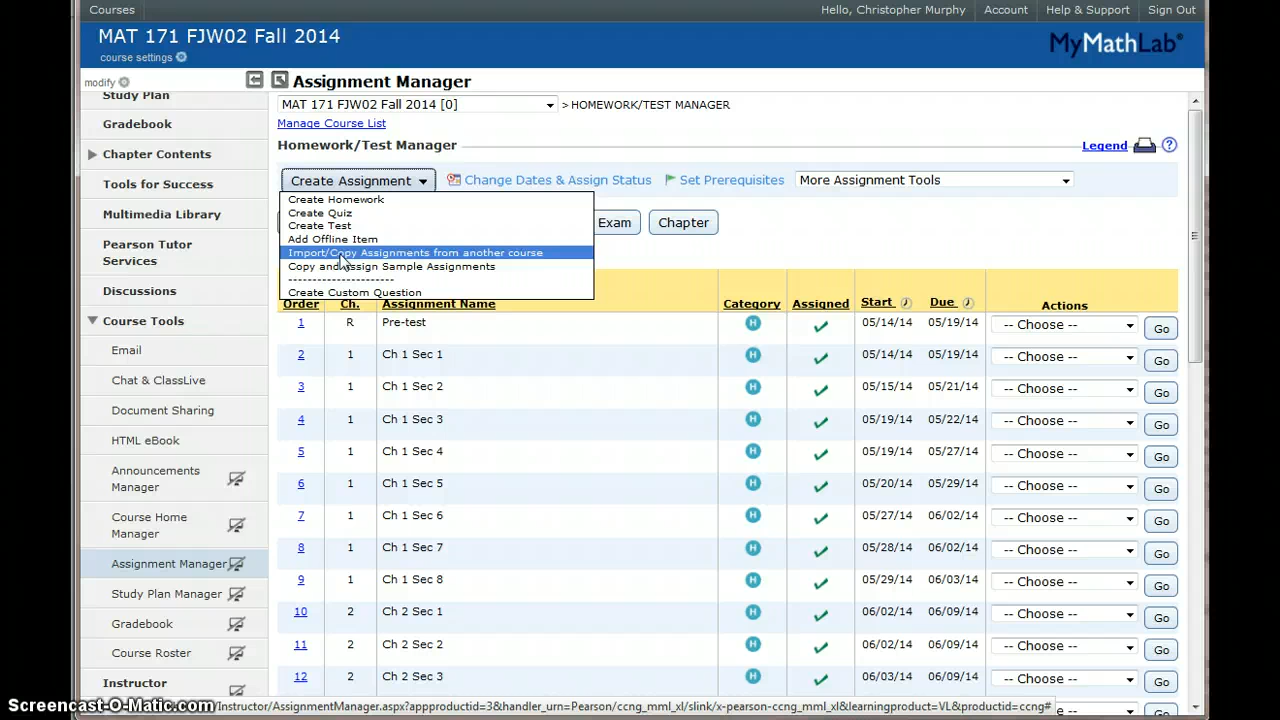 Courses
Hello, Christopher Murphy
Account
Help & Support
Sign Out
MAT 171 FJW02 Fall 2014
course settings
MyMathLab
modify
Assignment Manager
Study Plan
Gradebook
Chapter Contents
Tools for Success
Multimedia Library
Pearson Tutor
Services
Discussions
Course Tools
Email
Chat & ClassLive
Document Sharing
HTML eBook
Announcements
Manager
Course Home
Manager
Assignment Manager
Study Plan Manager
Gradebook
Course Roster
Instructor
MAT 171 FJW02 Fall 2014 [0]
> HOMEWORK/TEST MANAGER
Manage Course List
Homework/Test Manager
Legend
Create Assignment
Change Dates & Assign Status
Set Prerequisites
More Assignment Tools
Create Homework
Create Quiz
Create Test
Add Offline Item
Import/Copy Assignments from another course
Copy and Assign Sample Assignments
----------------------
Create Custom Question
Exam
Chapter
Order Ch. Assignment Name Category Assigned Start Due Actions
1 R Pre-test H 05/14/14 05/19/14 -- Choose -- Go
2 1 Ch 1 Sec 1 H 05/14/14 05/19/14 -- Choose -- Go
3 1 Ch 1 Sec 2 H 05/15/14 05/21/14 -- Choose -- Go
4 1 Ch 1 Sec 3 H 05/19/14 05/22/14 -- Choose -- Go
5 1 Ch 1 Sec 4 H 05/19/14 05/27/14 -- Choose -- Go
6 1 Ch 1 Sec 5 H 05/20/14 05/29/14 -- Choose -- Go
7 1 Ch 1 Sec 6 H 05/27/14 06/02/14 -- Choose -- Go
8 1 Ch 1 Sec 7 H 05/28/14 06/02/14 -- Choose -- Go
9 1 Ch 1 Sec 8 H 05/29/14 06/03/14 -- Choose -- Go
10 2 Ch 2 Sec 1 H 06/02/14 06/09/14 -- Choose -- Go
11 2 Ch 2 Sec 2 H 06/02/14 06/09/14 -- Choose -- Go
12 2 Ch 2 Sec 3 H 06/03/14 06/09/14 -- Choose -- Go
Screencast-O-Matic.com
/Instructor/AssignmentManager.aspx?appproductid=3&handler_urn=Pearson/ccng_mml_xl/slink/x-pearson-ccng_mml_xl&learningproduct=VL&productid=ccng#